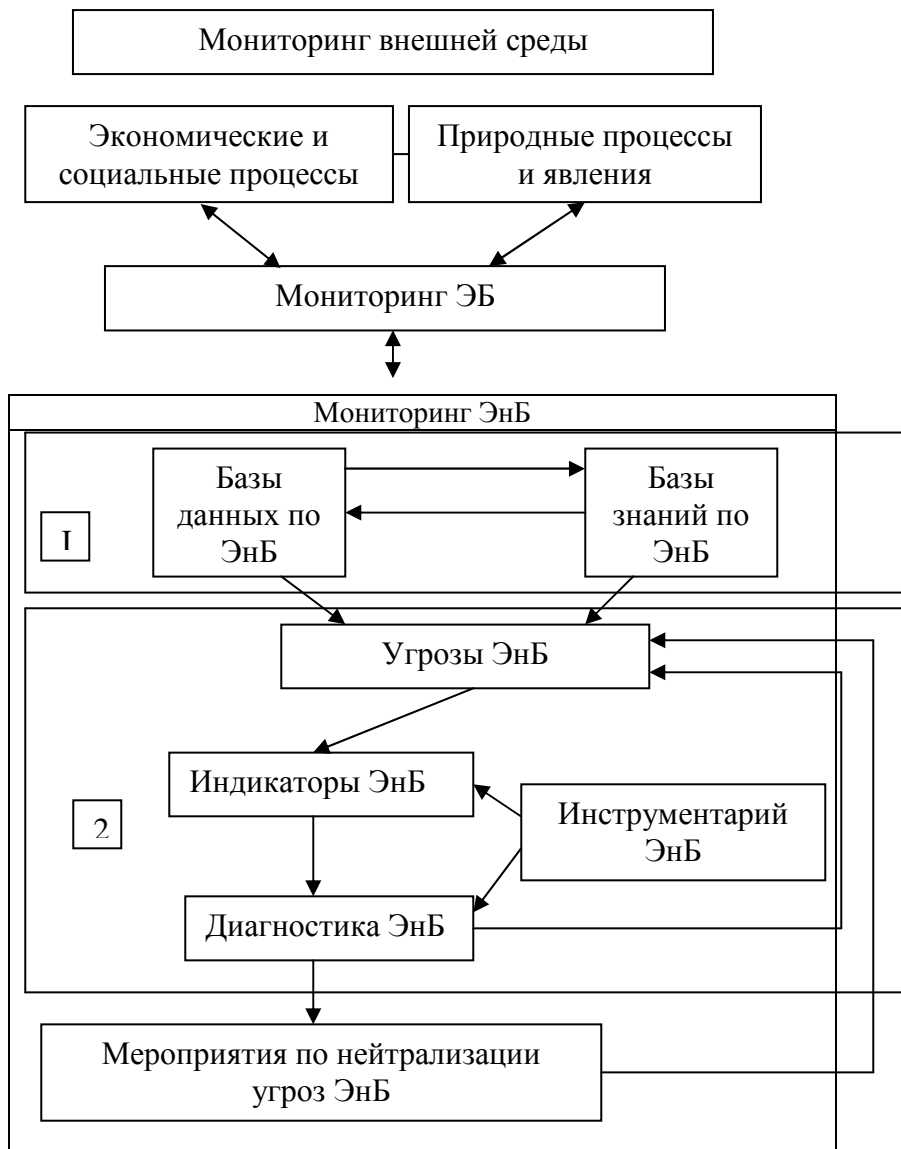 Мониторинг внешней среды
Экономические и
социальные процессы
Природные процессы
и явления
Мониторинг ЭБ
Мониторинг ЭнБ
Базы
данных по
ЭнБ
Базы
знаний по
ЭнБ
1
Угрозы ЭнБ
Индикаторы ЭнБ
Инструментарий
ЭнБ
2
Диагностика ЭнБ
Мероприятия по нейтрализации
угроз ЭнБ